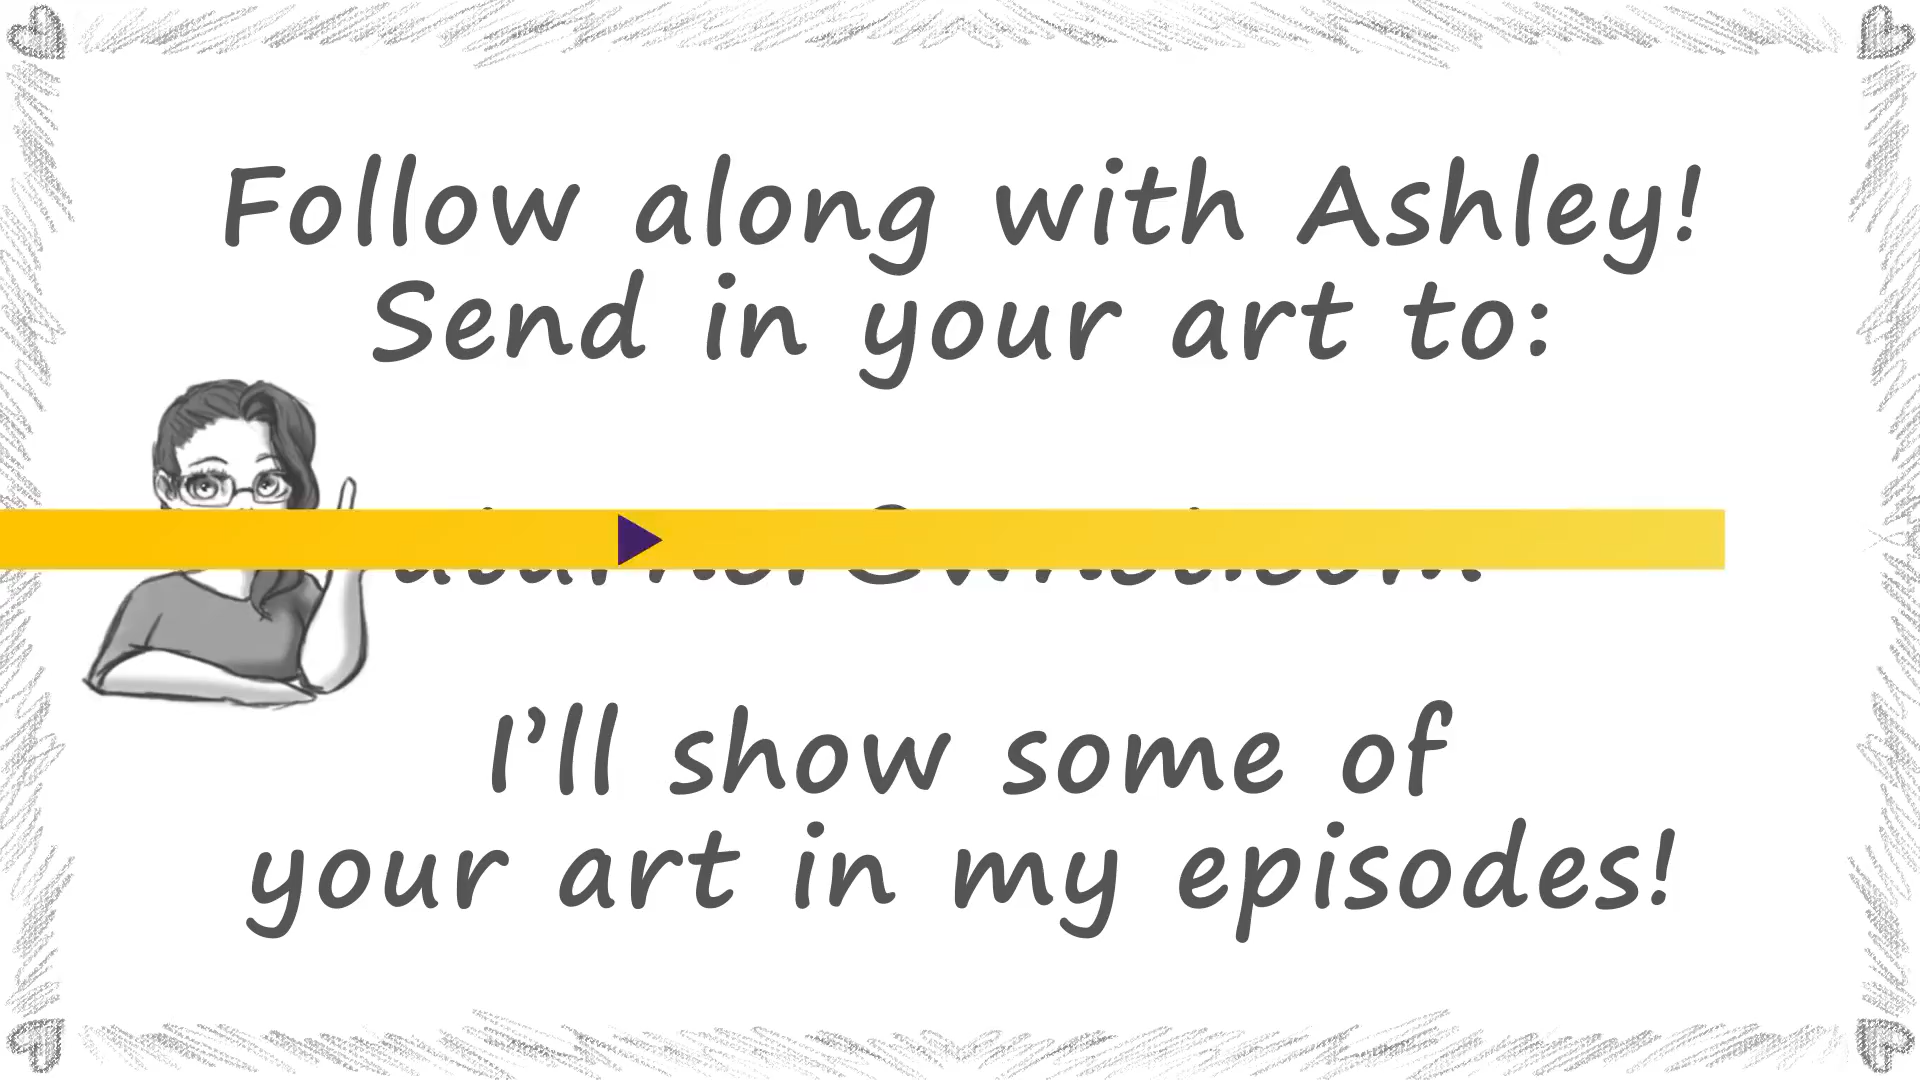 Follow along with Ashley!
Send in your art to:
I’ll show some of
your art in my episodes!